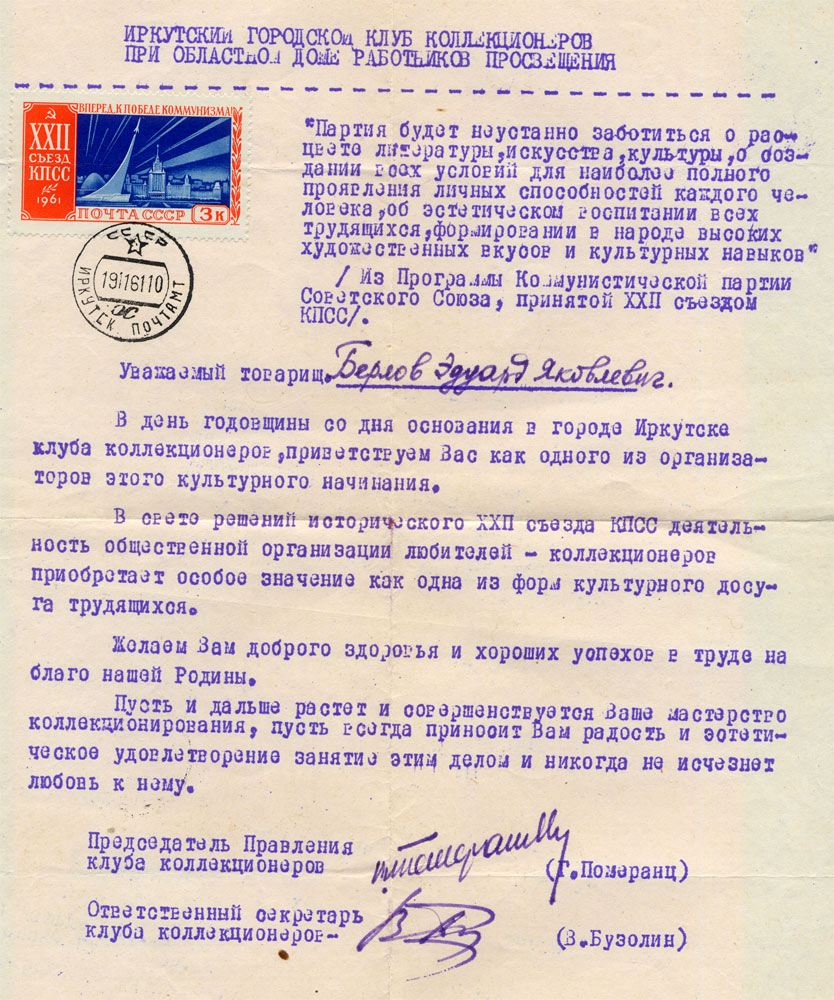 ИРКУТСКИЙ ГОРОДСКОЙ КЛУБ КОЛЛЕКЦИОНЕРОВ
ПРИ ОБЛАСТНОМ ДОМЕ РАБОТНИКОВ ПРОСВЕЩЕНИЯ
ВПЕРЕД, К ПОБЕДЕ КОММУНИЗМА!
XXII
СЪЕЗД
КПСС
1961
ПОЧТА СССР
3к
СССР
191116110
ИРКУТСК ПОЧТАМТ
"Партия будет неустанно заботиться о рас-
цвете литературы,искусства,культуры,о соз-
дании всех условий для наиболее полного
проявления личных способностей каждого че-
ловека,об эстетическом воспитании всех
трудящихся,формировании в народе высоких
художественных вкусов и культурных навыков"
/ Из Программы Коммунистической партии
Советского Союза, принятой ХХП съездом
КПСС/.
Уважаемый товарищ. Берлов Эдуард Яковлевич.
В день годовщины со дня основания в городе Иркутске
клуба коллекционеров,приветствуем Вас как одного из организа-
торов этого культурного начинания.
В свете решений исторического ХХП съезда КПСС деятель-
ность общественной организации любителей - коллекционеров
приобретает особое значение как одна из форм культурного досу-
га трудящихся.
Желаем Вам доброго здоровья и хороших успехов в труде на
благо нашей Родины.
Пусть и дальше растет и совершенствуется Ваше мастерство
коллекционирования, пусть всегда приносит Вам радость и эстети-
ческое удовлетворение занятие этим делом и никогда не исчезнет
любовь к нему.
Председатель Правления
клуба коллекционеров (Г.Померанц)
Ответственный секретарь
клуба коллекционеров- (В.Бузолин)